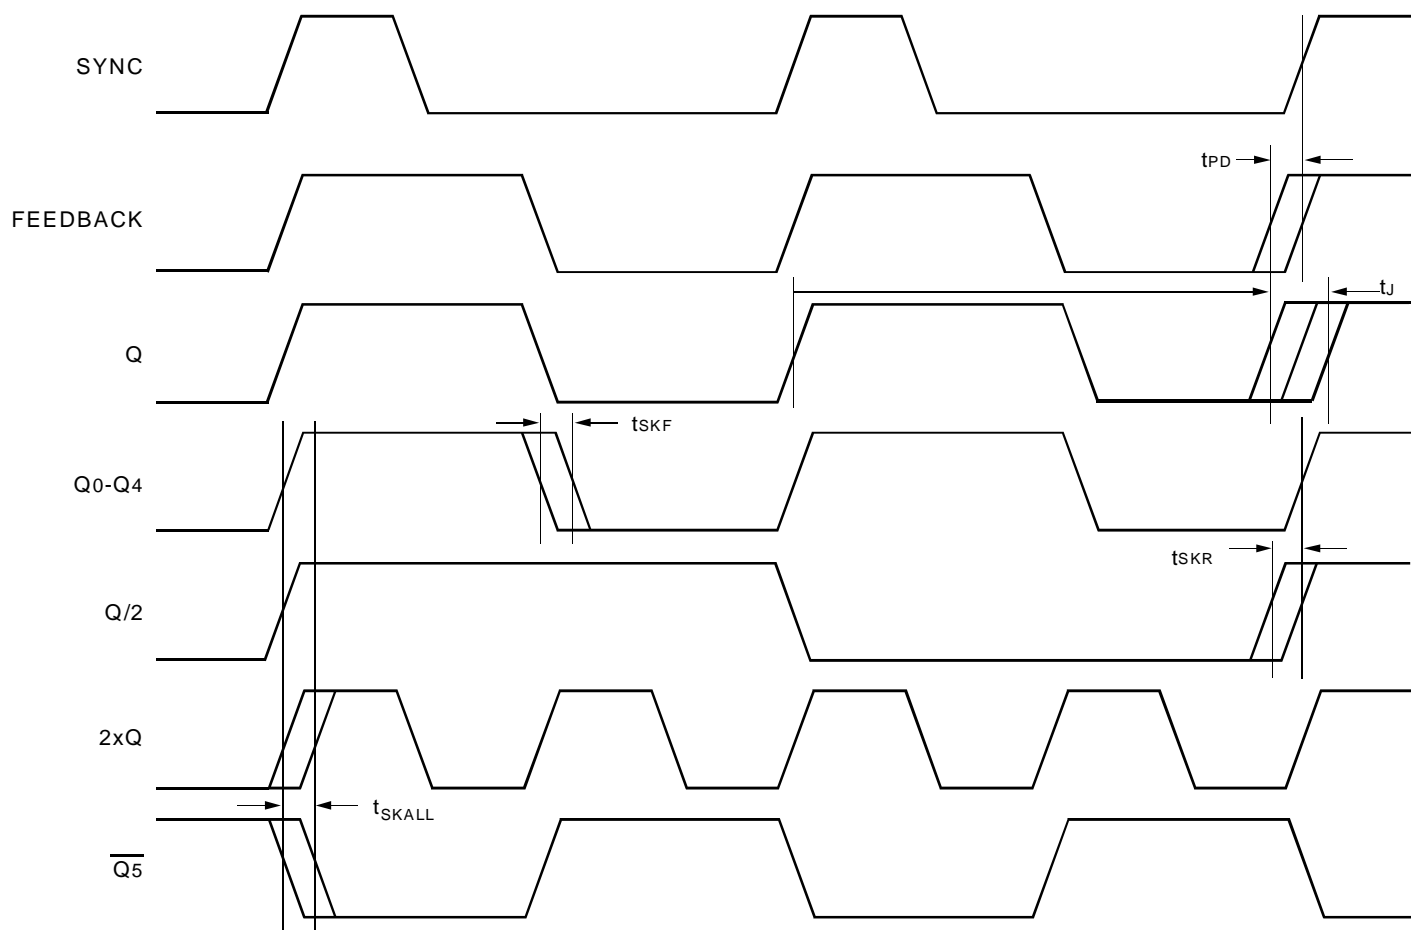 SYNC
tPD
FEEDBACK
tJ
Q
tSKF
Q0-Q4
tSKR
Q/2
2xQ
tSKALL
Q5